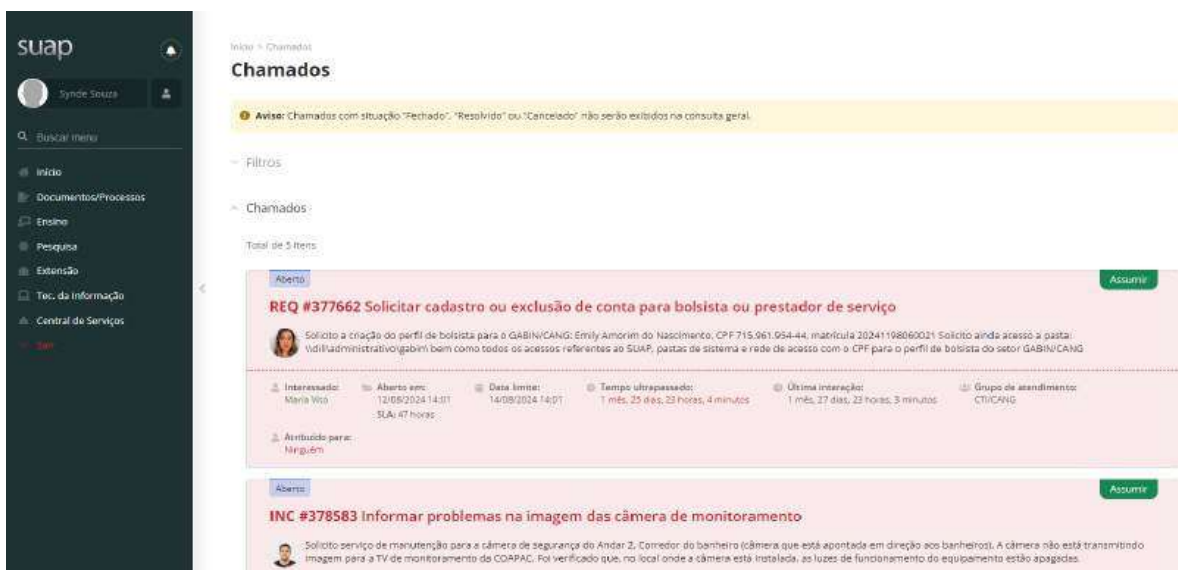 suap
Synde Souza
Buscar menu
Início
Documentos/Processos
Ensino
Pesquisa
Extensão
Tec. da Informação
Central de Serviços
Sair
Início > Chamados
Chamados
Aviso: Chamados com situação "Fechado", "Resolvido" ou "Cancelado" não serão exibidos na consulta geral.
Filtros
Chamados
Total de 5 itens
Aberto
Assumir
REQ #377662 Solicitar cadastro ou exclusão de conta para bolsista ou prestador de serviço
Solicito a criação do perfil de bolsista para o GABIN/CANG: Emily Amorim do Nascimento, CPF 715.961.954-44, matrícula 20241198060021 Solicito ainda acesso a pasta:
bem como todos os acessos referentes ao SUAP, pastas de sistema e rede de acesso com o CPF para o perfil de bolsista do setor GABIN/CANG
Interessado: Aberto em: Data limite: Tempo ultrapassado: Última interação: Grupo de atendimento:
Maria 12/08/2024 14:01 14/08/2024 14:01 1 mês, 25 dias, 23 horas, 4 minutos 1 mês, 27 dias, 23 horas, 3 minutos CTI/CANG
SLA: 47 horas
Atribuído para:
Ninguém
Aberto
Assumir
INC #378583 Informar problemas na imagem das câmera de monitoramento
Solicito serviço de manutenção para a câmera de segurança do Andar 2, Corredor do banheiro (câmera que está apontada em direção aos banheiros). A câmera não está transmitindo
imagem para a TV de monitoramento da COAPAC. Foi verificado que, no local onde a câmera está instalada, as luzes de funcionamento do equipamento estão apagadas.